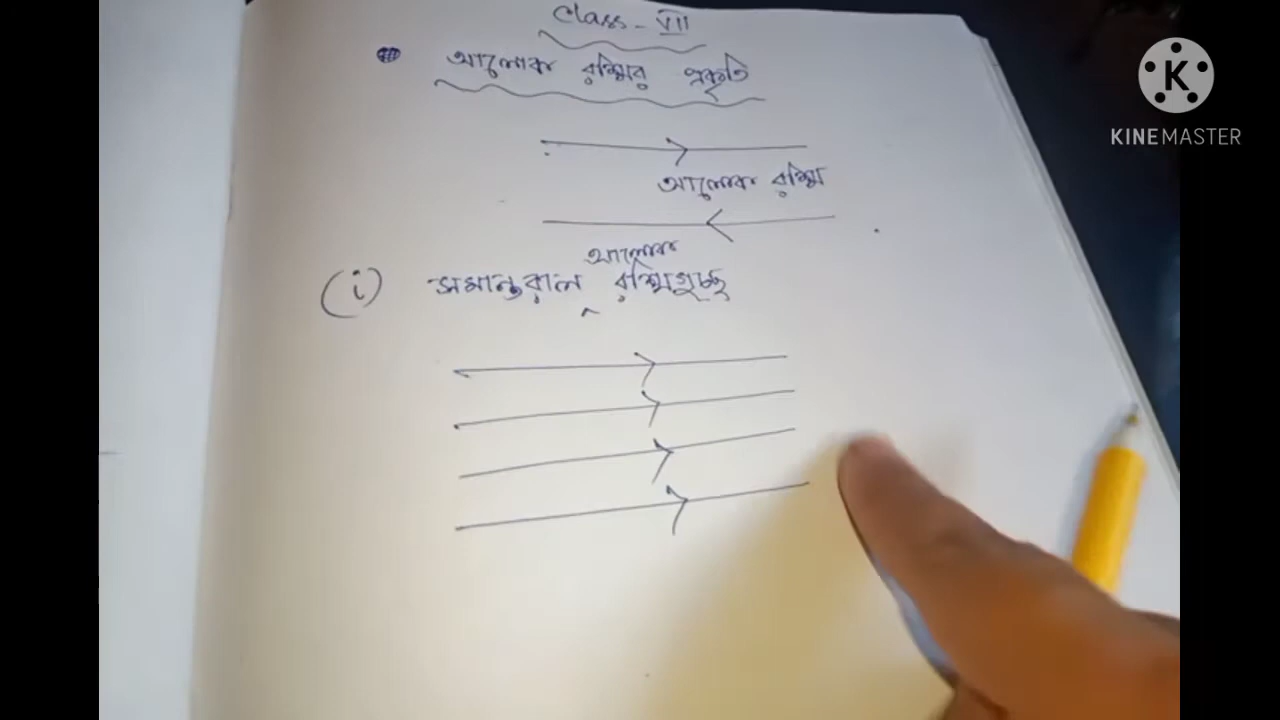 Class - VII
আলোক রশ্মির প্রকৃতি
আলোক রশ্মি
আলোক
(i) সমান্তরাল রশ্মিগুচ্ছ
K
KINEMASTER